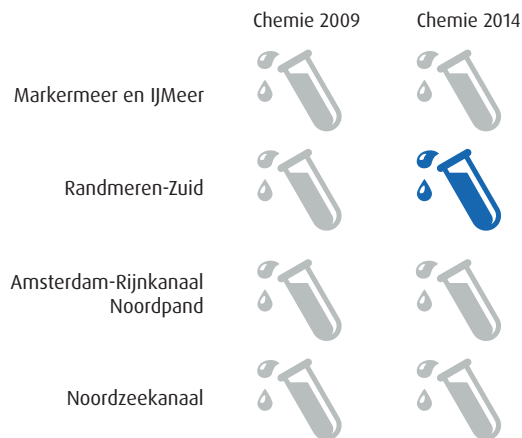 Chemie 2009 Chemie 2014
Markermeer en IJMeer
Randmeren-Zuid
Amsterdam-Rijnkanaal
Noordpand
Noordzeekanaal